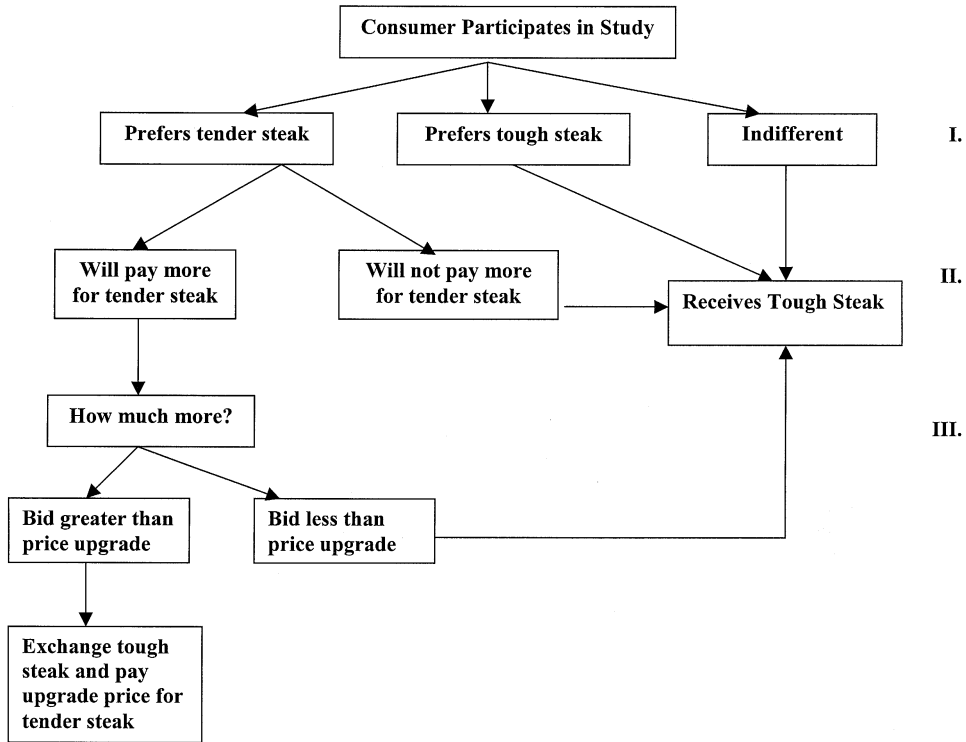 Consumer Participates in Study
Prefers tender steak
Prefers tough steak
Indifferent
I.
Will pay more
for tender steak
Will not pay more
for tender steak
II.
Receives Tough Steak
How much more?
III.
Bid greater than
price upgrade
Bid less than
price upgrade
Exchange tough
steak and pay
upgrade price for
tender steak